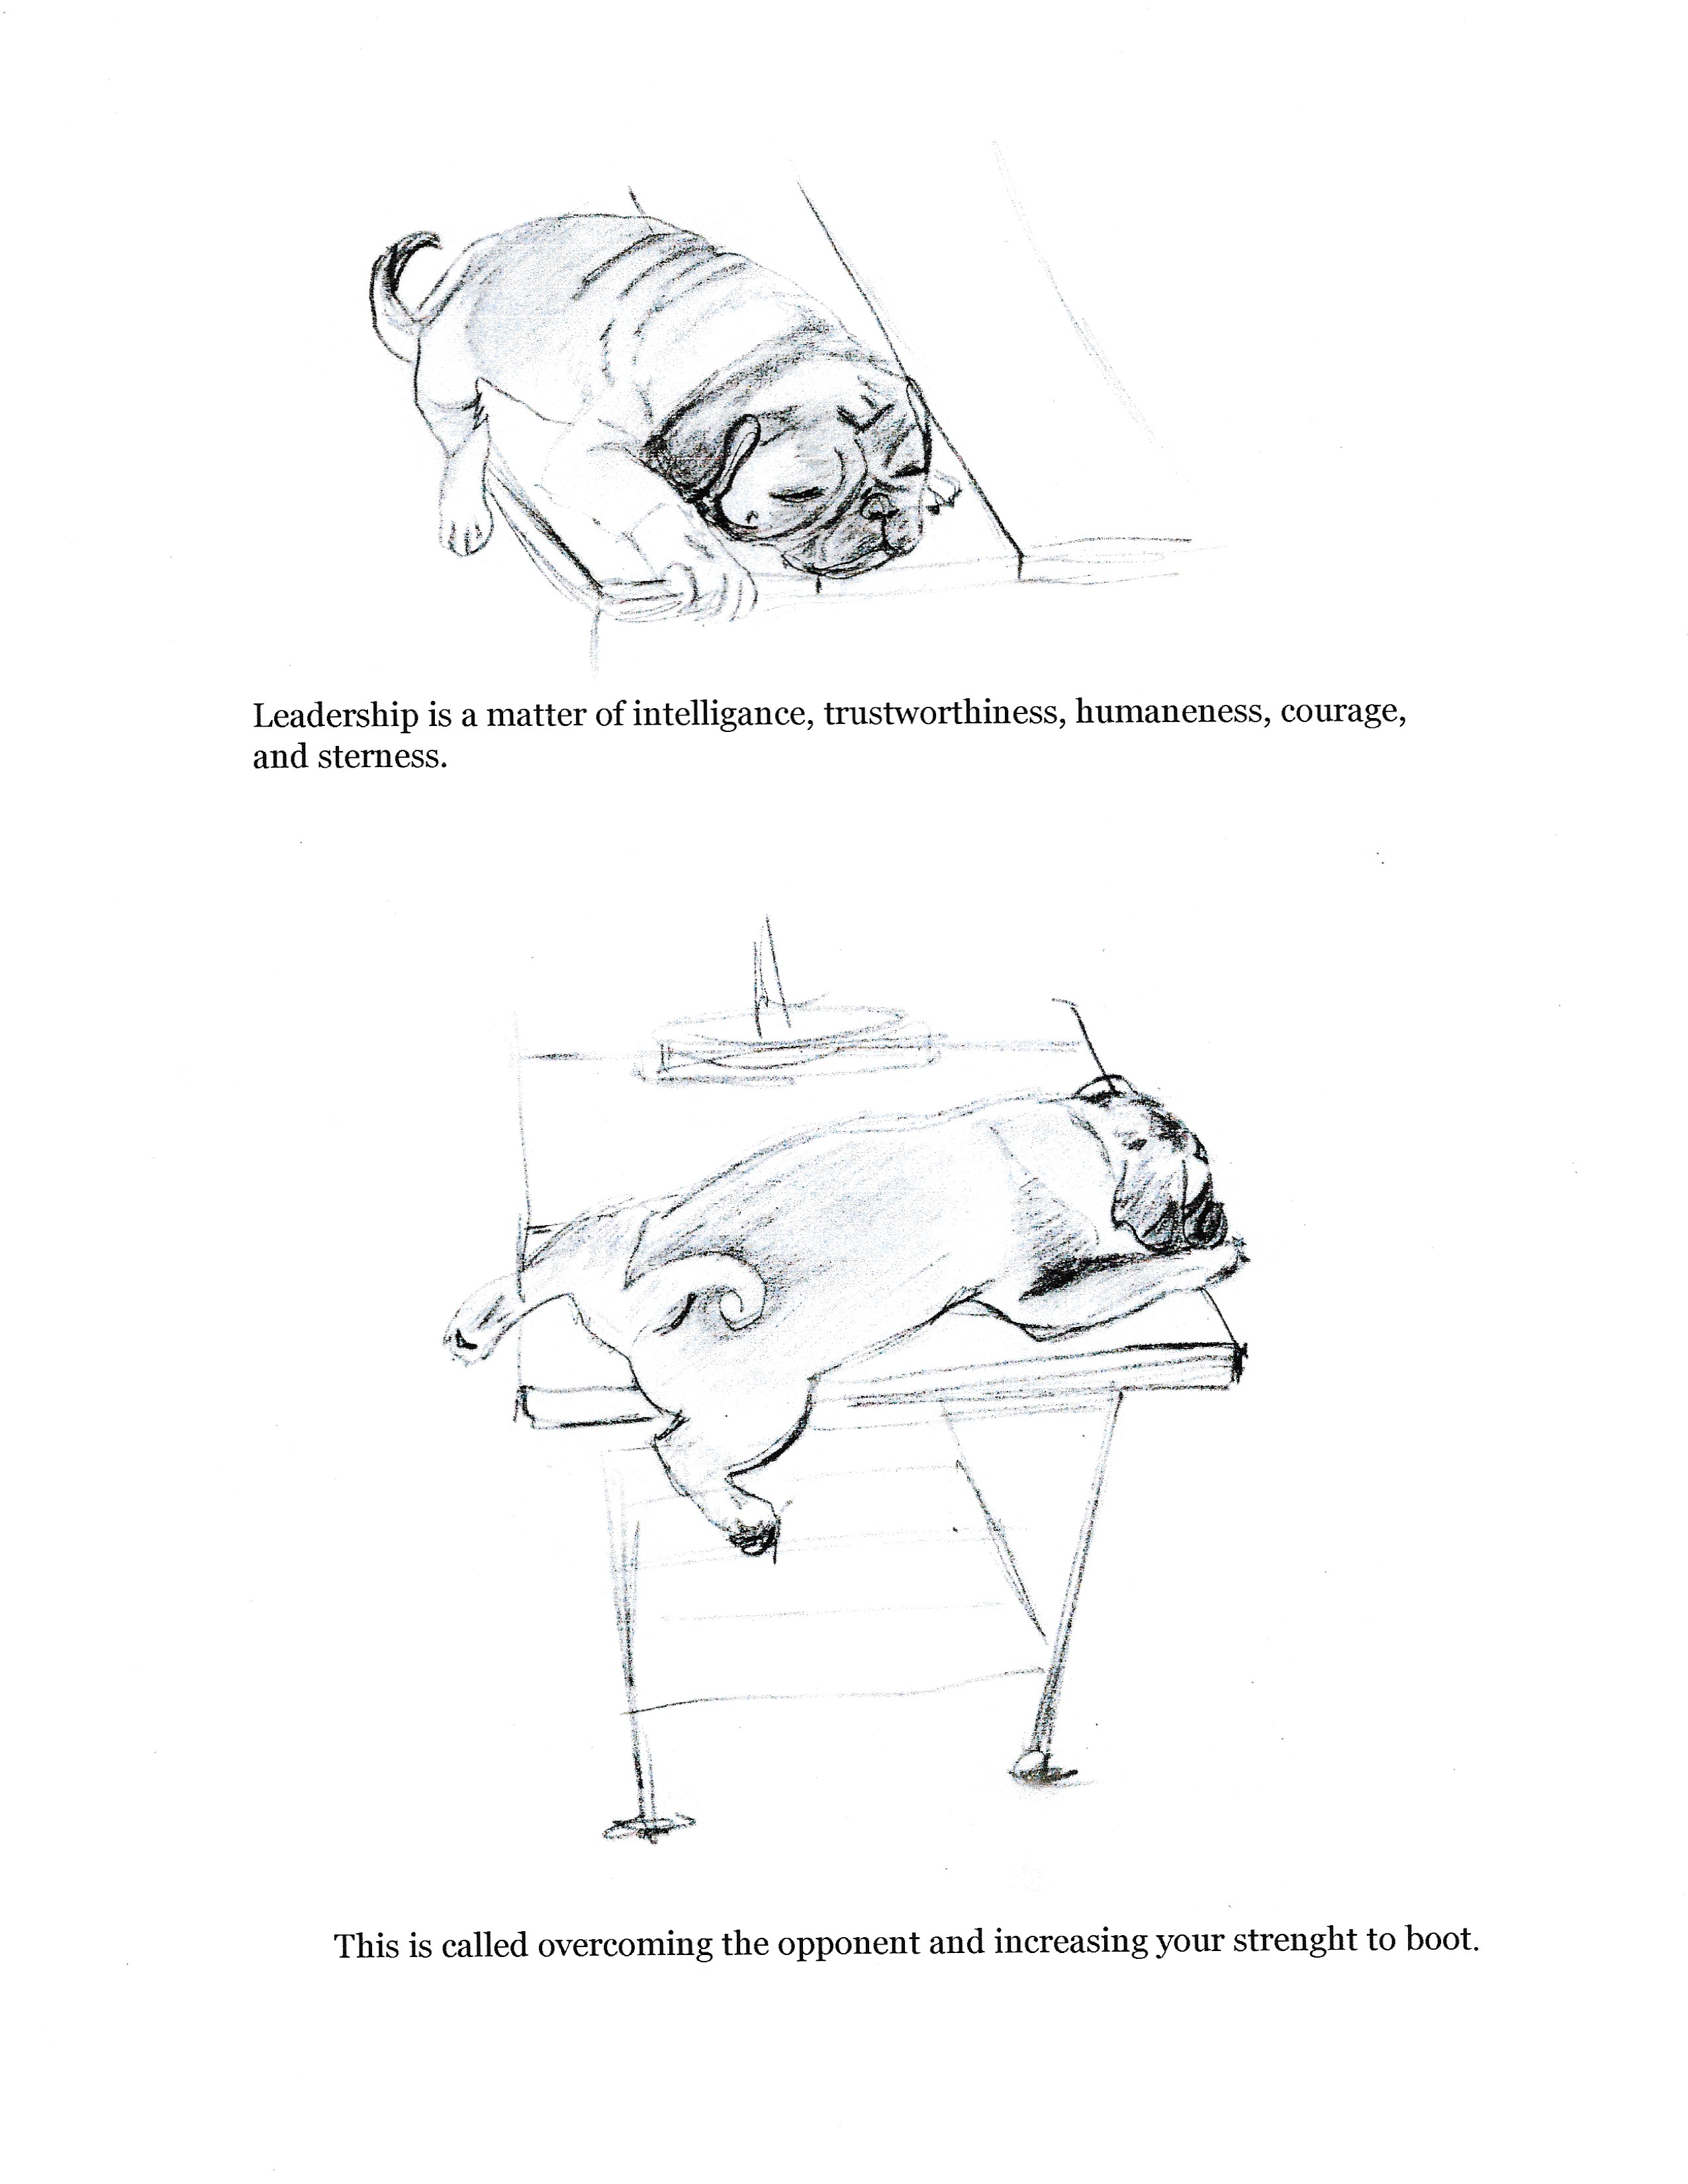 Leadership is a matter of intelligance, trustworthiness, humaneness, courage,
and sterness.
This is called overcoming the opponent and increasing your strenght to boot.